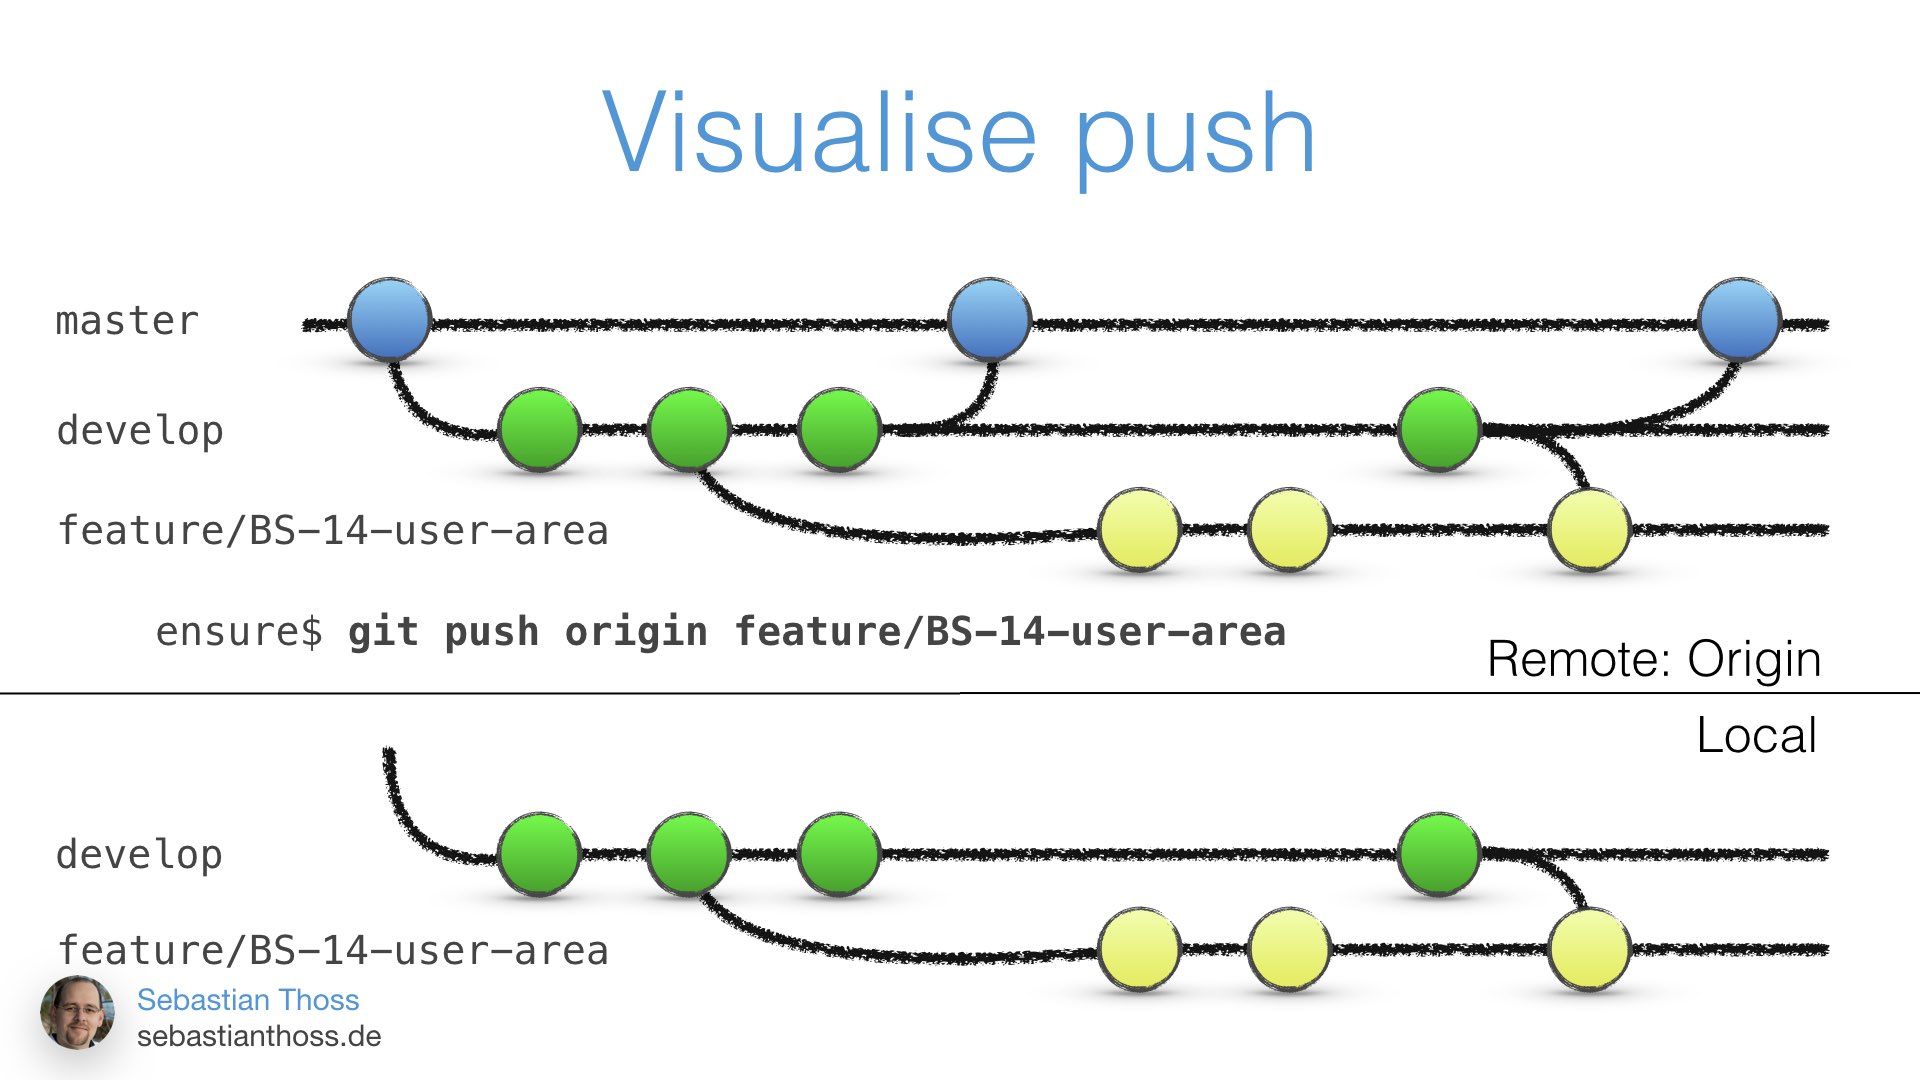 Visualise push
master
develop
feature/BS-14-user-area
ensure$ git push origin feature/BS-14-user-area
Remote: Origin
Local
develop
feature/BS-14-user-area
Sebastian Thoss
sebastianthoss.de